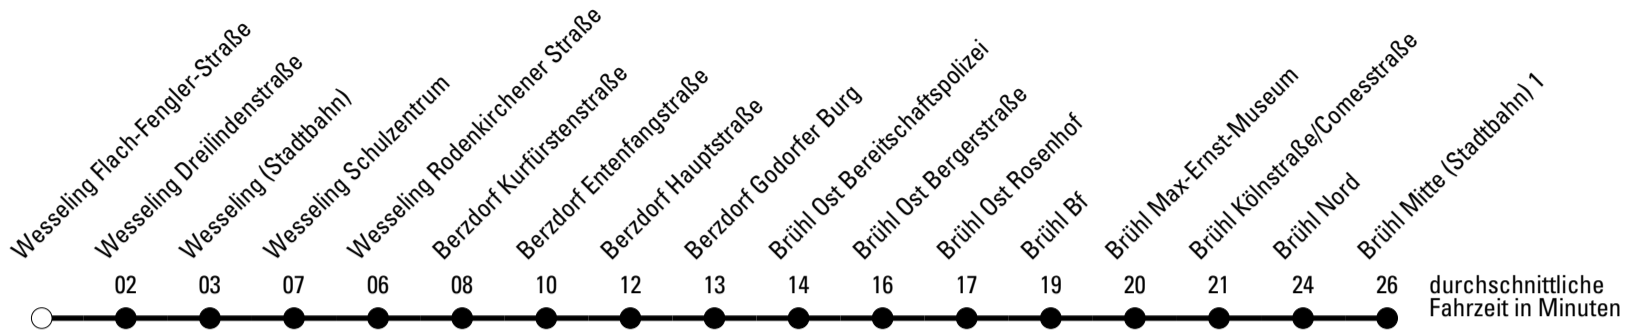 Wesseling Flach-Fengler-Straße
Wesseling Dreilindenstraße
Wesseling (Stadtbahn)
Wesseling Schulzentrum
Wesseling Rodenkirchener Straße
Berzdorf Kurfürstenstraße
Berzdorf Entenfangstraße
Berzdorf Hauptstraße
Berzdorf Godorfer Burg
Brühl Ost Bereitschaftspolizei
Brühl Ost Bergerstraße
Brühl Ost Rosenhof
Brühl Bf
Brühl Max-Ernst-Museum
Brühl Kölnstraße/Comesstraße
Brühl Nord
Brühl Mitte (Stadtbahn) 1
02 03 07 06 08 10 12 13 14 16 17 19 20 21 24 26 durchschnittliche
Fahrzeit in Minuten